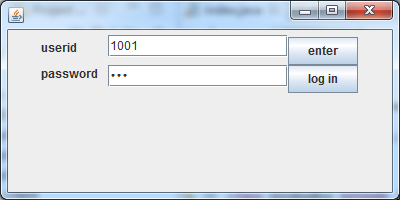 userid 1001 enter
password ••• log in